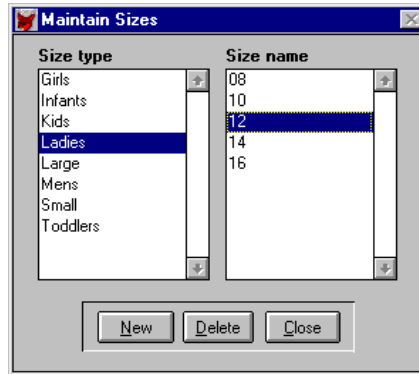 Maintain Sizes
Size type
Girls
Infants
Kids
Ladies
Large
Mens
Small
Toddlers
Size name
08
10
12
14
16
New Delete Close